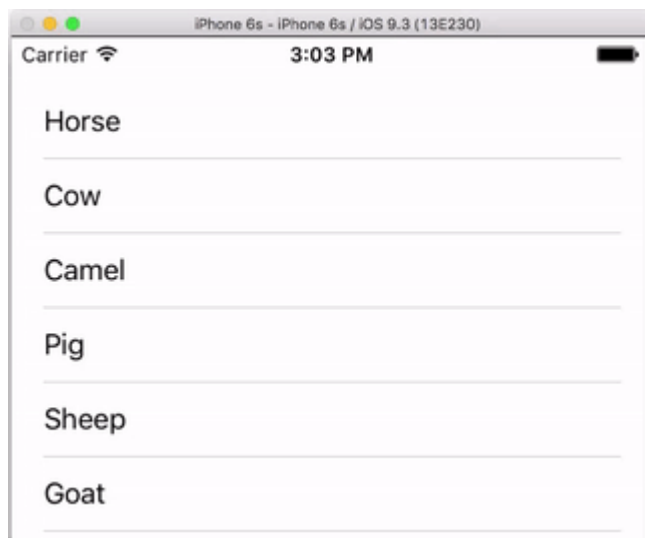 iPhone 6s - iPhone 6s / iOS 9.3 (13E230)
Carrier 3:03 PM
Horse
Cow
Camel
Pig
Sheep
Goat